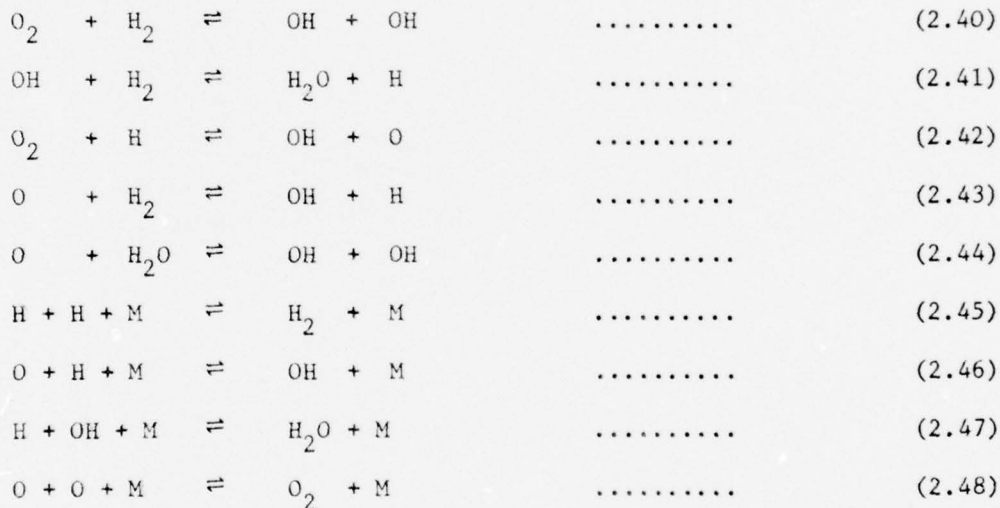 O₂ + H₂ ⇌ OH + OH .......... (2.40)
OH + H₂ ⇌ H₂O + H .......... (2.41)
O₂ + H ⇌ OH + O .......... (2.42)
O + H₂ ⇌ OH + H .......... (2.43)
O + H₂O ⇌ OH + OH .......... (2.44)
H + H + M ⇌ H₂ + M .......... (2.45)
O + H + M ⇌ OH + M .......... (2.46)
H + OH + M ⇌ H₂O + M .......... (2.47)
O + O + M ⇌ O₂ + M .......... (2.48)